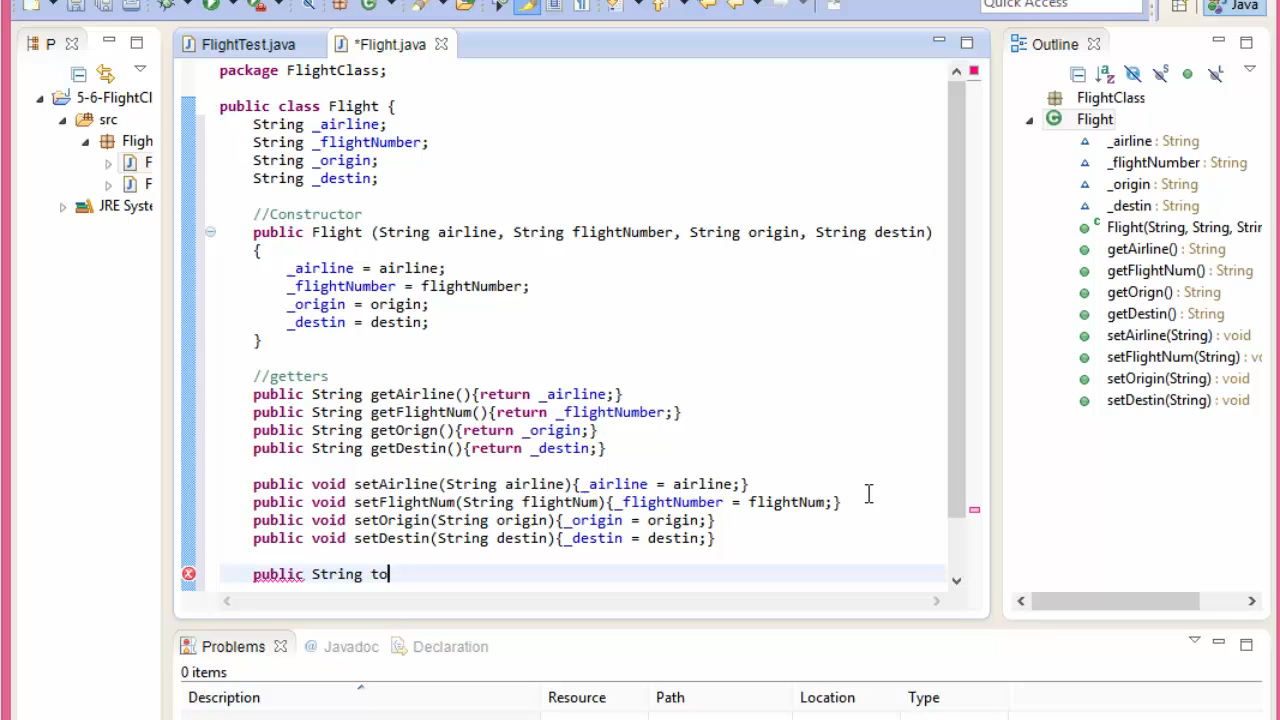 Quick Access
Java
P
FlightTest.java
*Flight.java
Outline
5-6-FlightCl
src
Fligh
F
F
JRE Syste
package FlightClass;
public class Flight {
String _airline;
String _flightNumber;
String _origin;
String _destin;
//Constructor
public Flight (String airline, String flightNumber, String origin, String destin)
{
_airline = airline;
_flightNumber = flightNumber;
_origin = origin;
_destin = destin;
}
//getters
public String getAirline(){return _airline;}
public String getFlightNum(){return _flightNumber;}
public String getOrign(){return _origin;}
public String getDestin(){return _destin;}
public void setAirline(String airline){_airline = airline;}
public void setFlightNum(String flightNum){_flightNumber = flightNum;}
public void setOrigin(String origin){_origin = origin;}
public void setDestin(String destin){_destin = destin;}
public String to
FlightClass
Flight
_airline : String
_flightNumber : String
_origin : String
_destin : String
Flight(String, String, Strir
getAirline() : String
getFlightNum() : String
getOrign() : String
getDestin() : String
setAirline(String) : void
setFlightNum(String) : vo
setOrigin(String) : void
setDestin(String) : void
Problems
@ Javadoc
Declaration
0 items
Description
Resource
Path
Location
Type